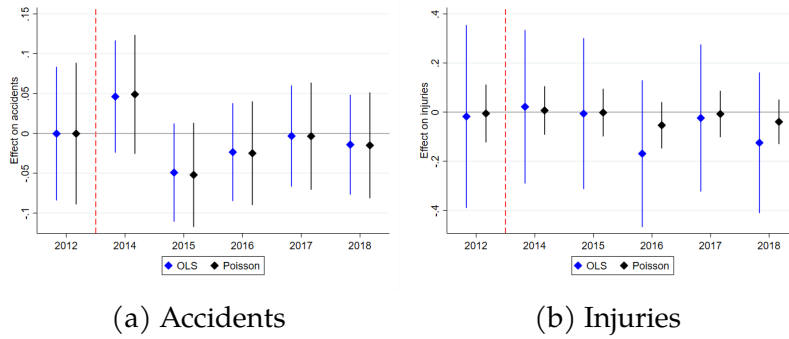 Effect on accidents
.15
.1
.05
0
-.05
-.1
2012 2014 2015 2016 2017 2018
OLS Poisson
(a) Accidents
Effect on injuries
.4
.2
0
-.2
-.4
2012 2014 2015 2016 2017 2018
OLS Poisson
(b) Injuries